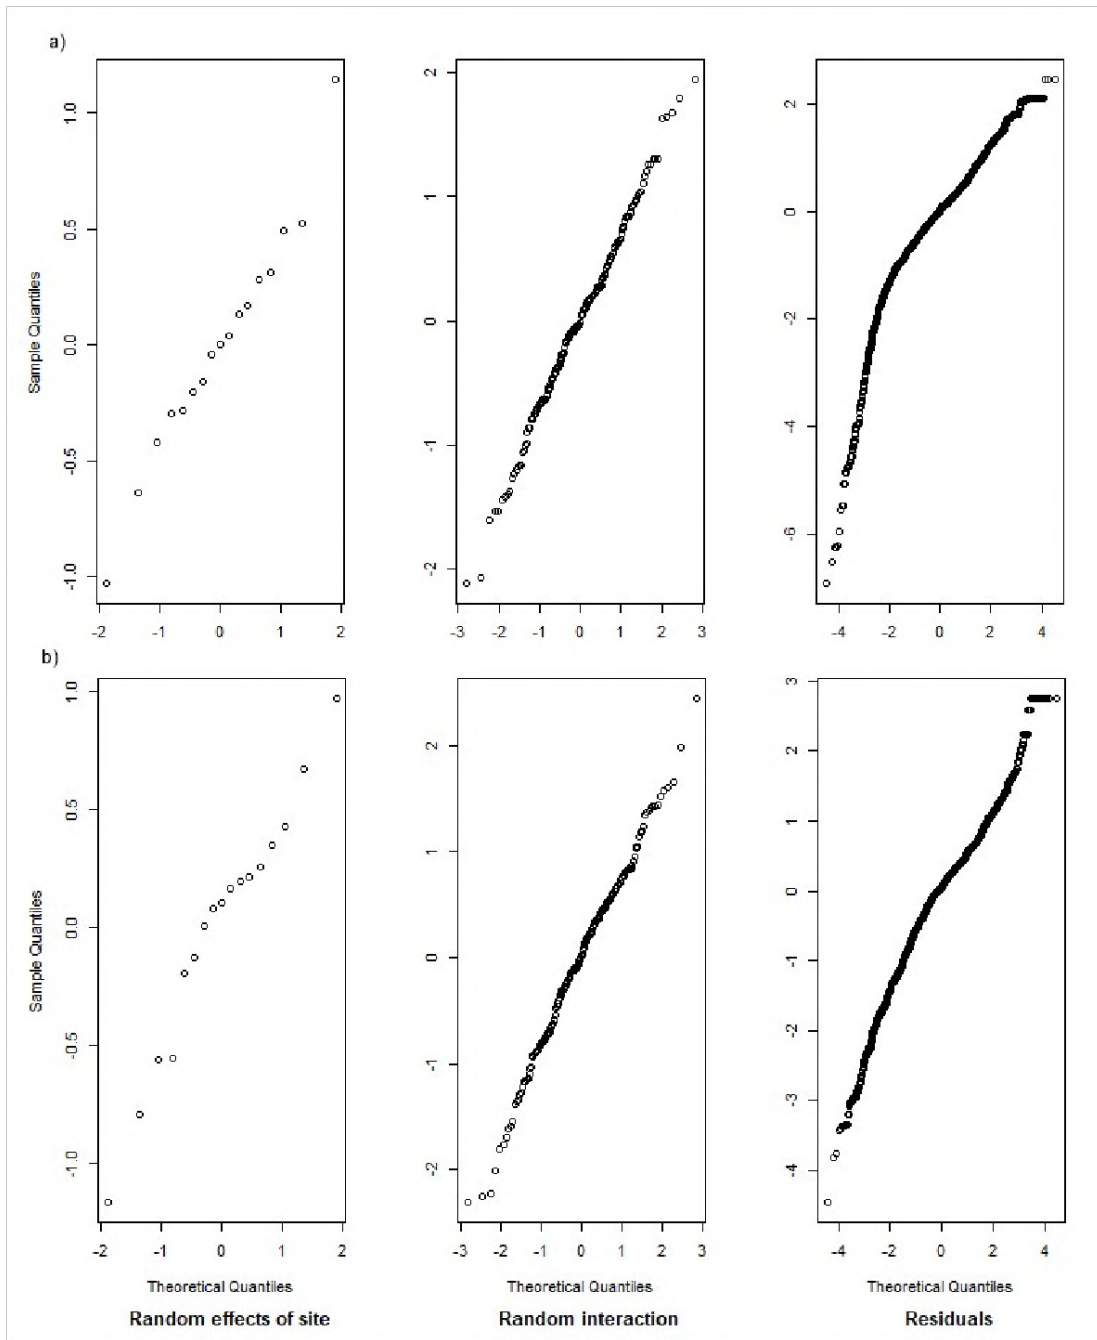 a)
Sample Quantiles
1.0
0.5
0.0
-0.5
-1.0
-2 -1 0 1 2
2
1
0
-1
-2
-3 -2 -1 0 1 2 3
2
0
-2
-4
-6
-4 -2 0 2 4
b)
Sample Quantiles
1.0
0.5
0.0
-0.5
-1.0
-2 -1 0 1 2
2
1
0
-1
-2
-3 -2 -1 0 1 2 3
3
2
1
0
-1
-2
-3
-4
-4 -2 0 2 4
Theoretical Quantiles Theoretical Quantiles Theoretical Quantiles
Random effects of site Random interaction Residuals